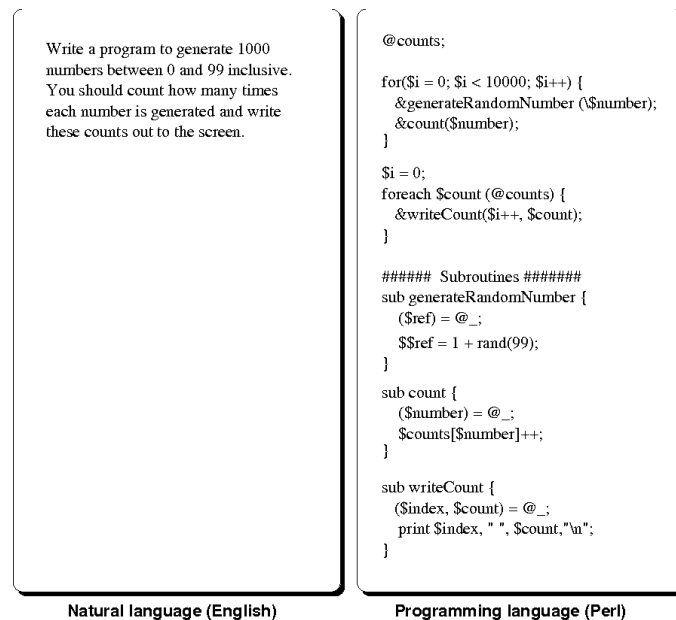 Write a program to generate 1000
numbers between 0 and 99 inclusive.
You should count how many times
each number is generated and write
these counts out to the screen.
Natural language (English)
@counts;
for($i = 0; $i < 10000; $i++) {
&generateRandomNumber (\$number);
&count($number);
}
$i = 0;
foreach $count (@counts) {
&writeCount($i++, $count);
}
###### Subroutines #######
sub generateRandomNumber {
($ref) = @_;
$$ref = 1 + rand(99);
}
sub count {
($number) = @_;
$counts[$number]++;
}
sub writeCount {
($index, $count) = @_;
print $index, " ", $count,"\n";
}
Programming language (Perl)